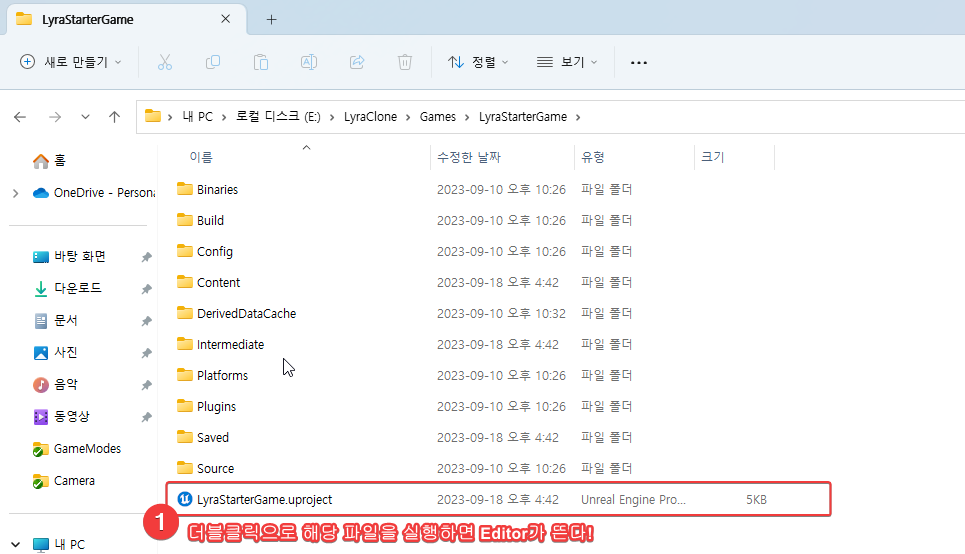 LyraStarterGame
새로 만들기
정렬
보기
내 PC > 로컬 디스크 (E:) > LyraClone > Games > LyraStarterGame >
이름 수정한 날짜 유형 크기
홈
OneDrive - Persona
바탕 화면
다운로드
문서
사진
음악
동영상
GameModes
Camera
내 PC
Binaries 2023-09-10 오후 10:26 파일 폴더
Build 2023-09-10 오후 10:26 파일 폴더
Config 2023-09-10 오후 10:26 파일 폴더
Content 2023-09-18 오후 4:42 파일 폴더
DerivedDataCache 2023-09-10 오후 10:32 파일 폴더
Intermediate 2023-09-18 오후 4:42 파일 폴더
Platforms 2023-09-10 오후 10:26 파일 폴더
Plugins 2023-09-10 오후 10:26 파일 폴더
Saved 2023-09-18 오후 4:42 파일 폴더
Source 2023-09-10 오후 10:26 파일 폴더
LyraStarterGame.uproject 2023-09-18 오후 4:42 Unreal Engine Pro... 5KB
1 더블클릭으로 해당 파일을 실행하면 Editor가 뜬다!